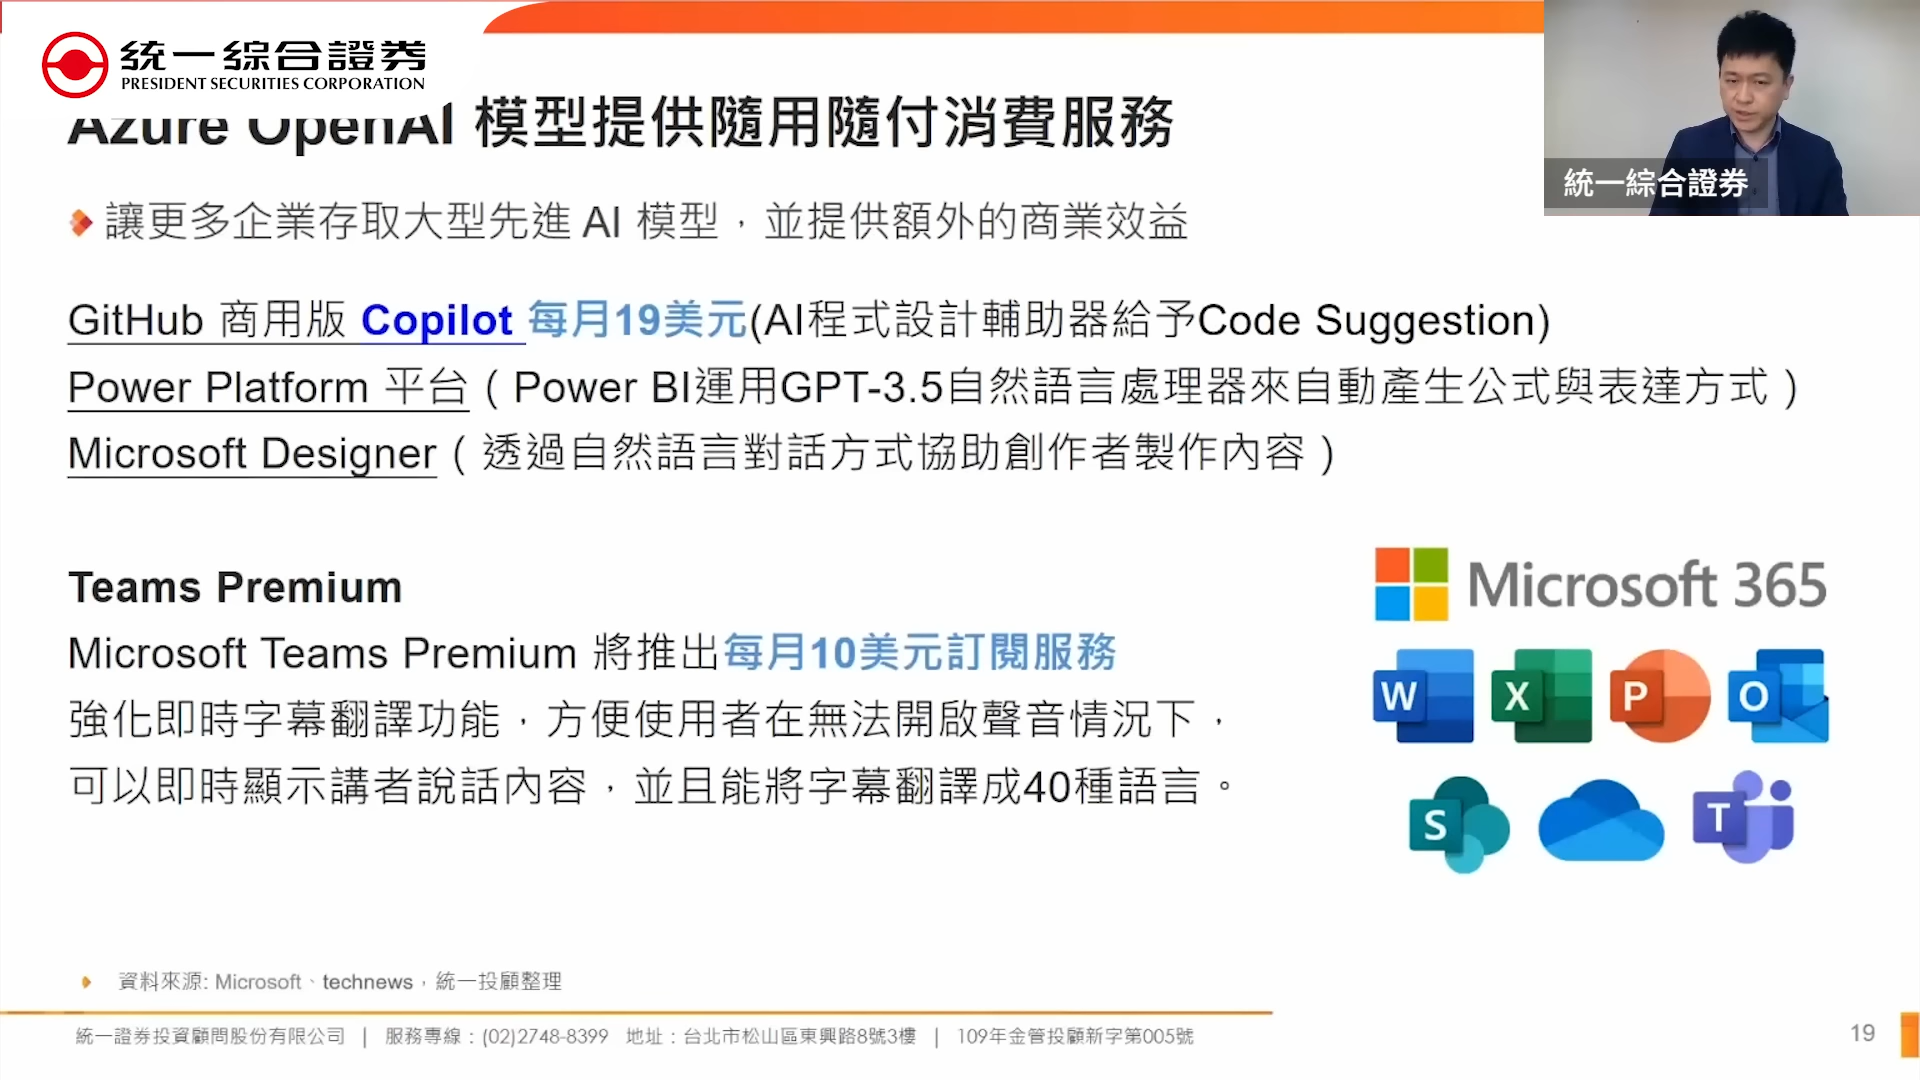 統一綜合證券
PRESIDENT SECURITIES CORPORATION
Azure OpenAI 模型提供隨用隨付消費服務
統一綜合證券
讓更多企業存取大型先進 AI 模型，並提供額外的商業效益
GitHub 商用版 Copilot 每月19美元(AI程式設計輔助器給予Code Suggestion)
Power Platform 平台（Power BI運用GPT-3.5自然語言處理器來自動產生公式與表達方式）
Microsoft Designer（透過自然語言對話方式協助創作者製作內容）
Teams Premium
Microsoft Teams Premium 將推出每月10美元訂閱服務
強化即時字幕翻譯功能，方便使用者在無法開啟聲音情況下，
可以即時顯示講者說話內容，並且能將字幕翻譯成40種語言。
Microsoft 365
W X P O
S T
資料來源: Microsoft、technews，統一投顧整理
統一證券投資顧問股份有限公司 | 服務專線：(02)2748-8399 地址：台北市松山區東興路8號3樓 | 109年金管投顧新字第005號
19